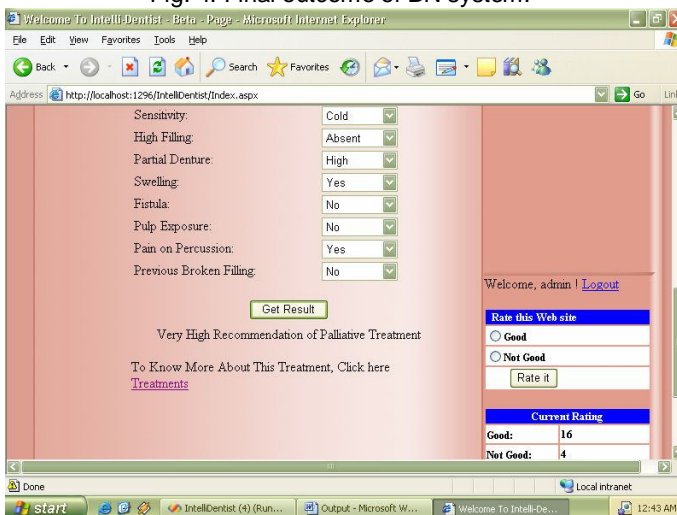 Fig. 4. Final outcome of BN system.
Welcome To Intelli-Dentist - Beta - Page - Microsoft Internet Explorer
File Edit View Favorites Tools Help
Back Search Favorites
Address http://localhost:1296/IntelliDentist/Index.aspx Go
Sensitivity: Cold
High Filling: Absent
Partial Denture: High
Swelling: Yes
Fistula: No
Pulp Exposure: No
Pain on Percussion: Yes
Previous Broken Filling: No
Get Result
Very High Recommendation of Palliative Treatment
To Know More About This Treatment, Click here
Treatments
Welcome, admin ! Logout
Rate this Web site
Good
Not Good
Rate it
Current Rating
Good: 16
Not Good: 4
Done Local intranet
start IntelliDentist (4) (Run... Output - Microsoft W... Welcome To Intelli-De... 12:43 AM